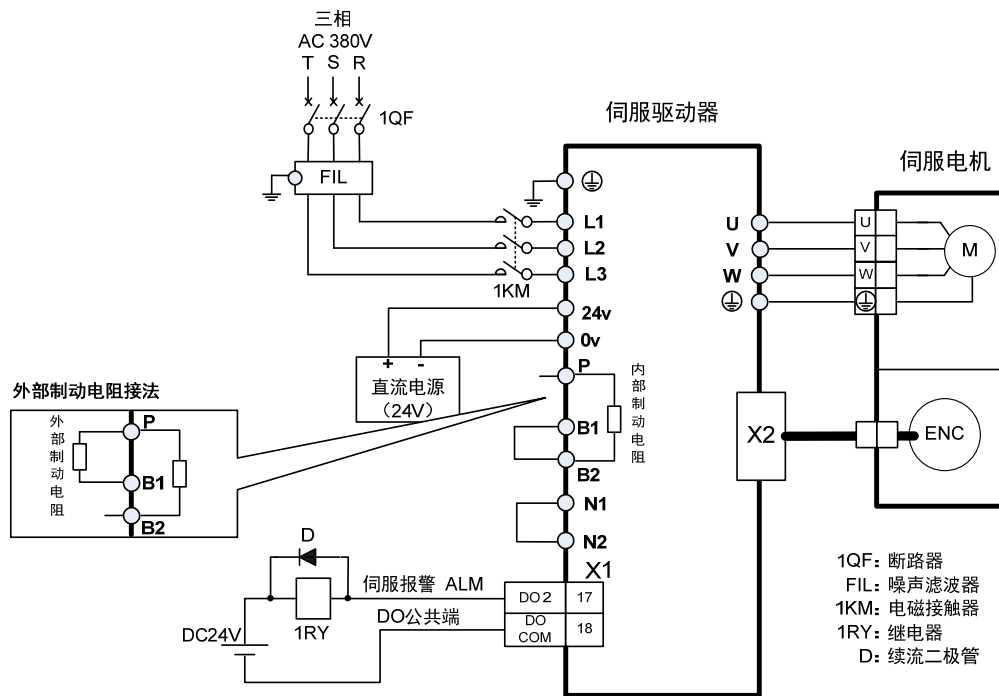 三相
AC 380V
T S R
1QF
FIL
伺服驱动器
伺服电机
L1
L2
L3
1KM
24v
0v
+ -
直流电源
（24V）
P
B1
B2
内部制动电阻
N1
N2
X1
U
V
W
U
V
W
M
X2
ENC
外部制动电阻接法
外部制动电阻
P
B1
B2
D
1RY
DC24V
伺服报警 ALM
DO公共端
DO 2 17
DO COM 18
1QF：断路器
FIL：噪声滤波器
1KM：电磁接触器
1RY：继电器
D：续流二极管